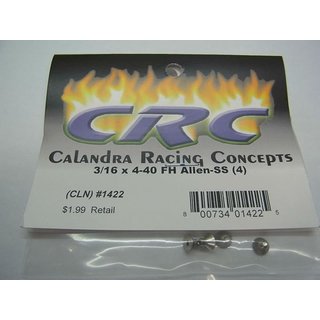 CRC
Calandra Racing Concepts
3/16 x 4-40 FH Allen-SS (4)
(CLN) #1422
$1.99 Retail
8 00734 01422 5